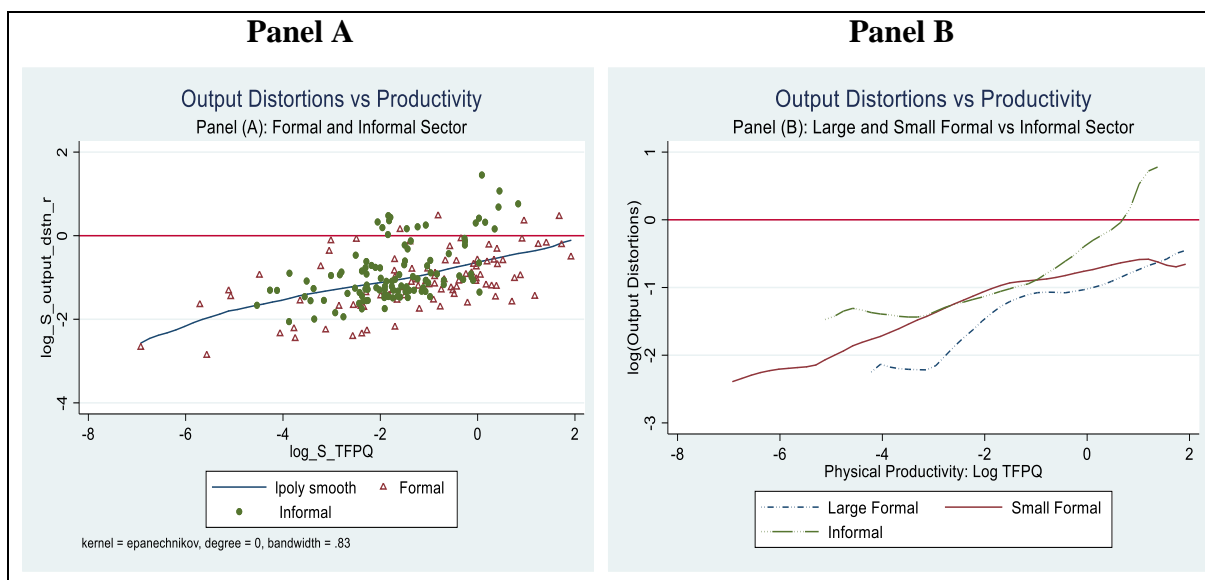 Panel A
Output Distortions vs Productivity
Panel (A): Formal and Informal Sector
log_S_output_dstn_r
2
0
-2
-4
-8 -6 -4 -2 0 2
log_S_TFPQ
lpoly smooth Formal
Informal
kernel = epanechnikov, degree = 0, bandwidth = .83
Panel B
Output Distortions vs Productivity
Panel (B): Large and Small Formal vs Informal Sector
log(Output Distortions)
1
0
-1
-2
-3
-8 -6 -4 -2 0 2
Physical Productivity: Log TFPQ
Large Formal Small Formal
Informal